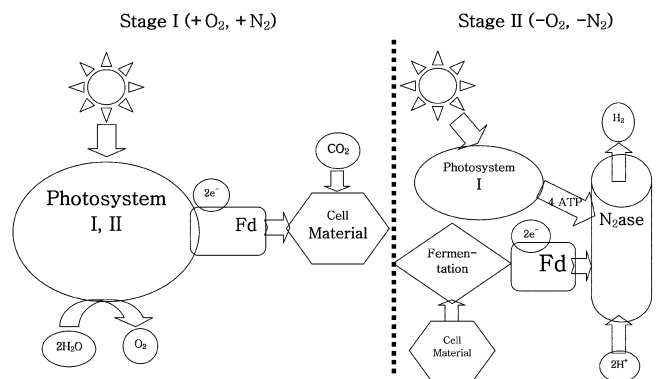 Stage I (+O₂, +N₂)
Stage II (−O₂, −N₂)
CO₂
Photosystem
I, II
2e⁻
Fd
Cell
Material
2H₂O
O₂
H₂
Photosystem
I
4 ATP
N₂ase
2e⁻
Fermen-
tation
Fd
Cell
Material
2H⁺